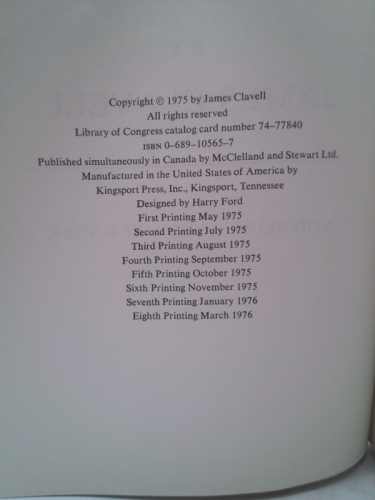 Copyright © 1975 by James Clavell
All rights reserved
Library of Congress catalog card number 74–77840
ISBN 0–689–10565–7
Published simultaneously in Canada by McClelland and Stewart Ltd.
Manufactured in the United States of America by
Kingsport Press, Inc., Kingsport, Tennessee
Designed by Harry Ford
First Printing May 1975
Second Printing July 1975
Third Printing August 1975
Fourth Printing September 1975
Fifth Printing October 1975
Sixth Printing November 1975
Seventh Printing January 1976
Eighth Printing March 1976